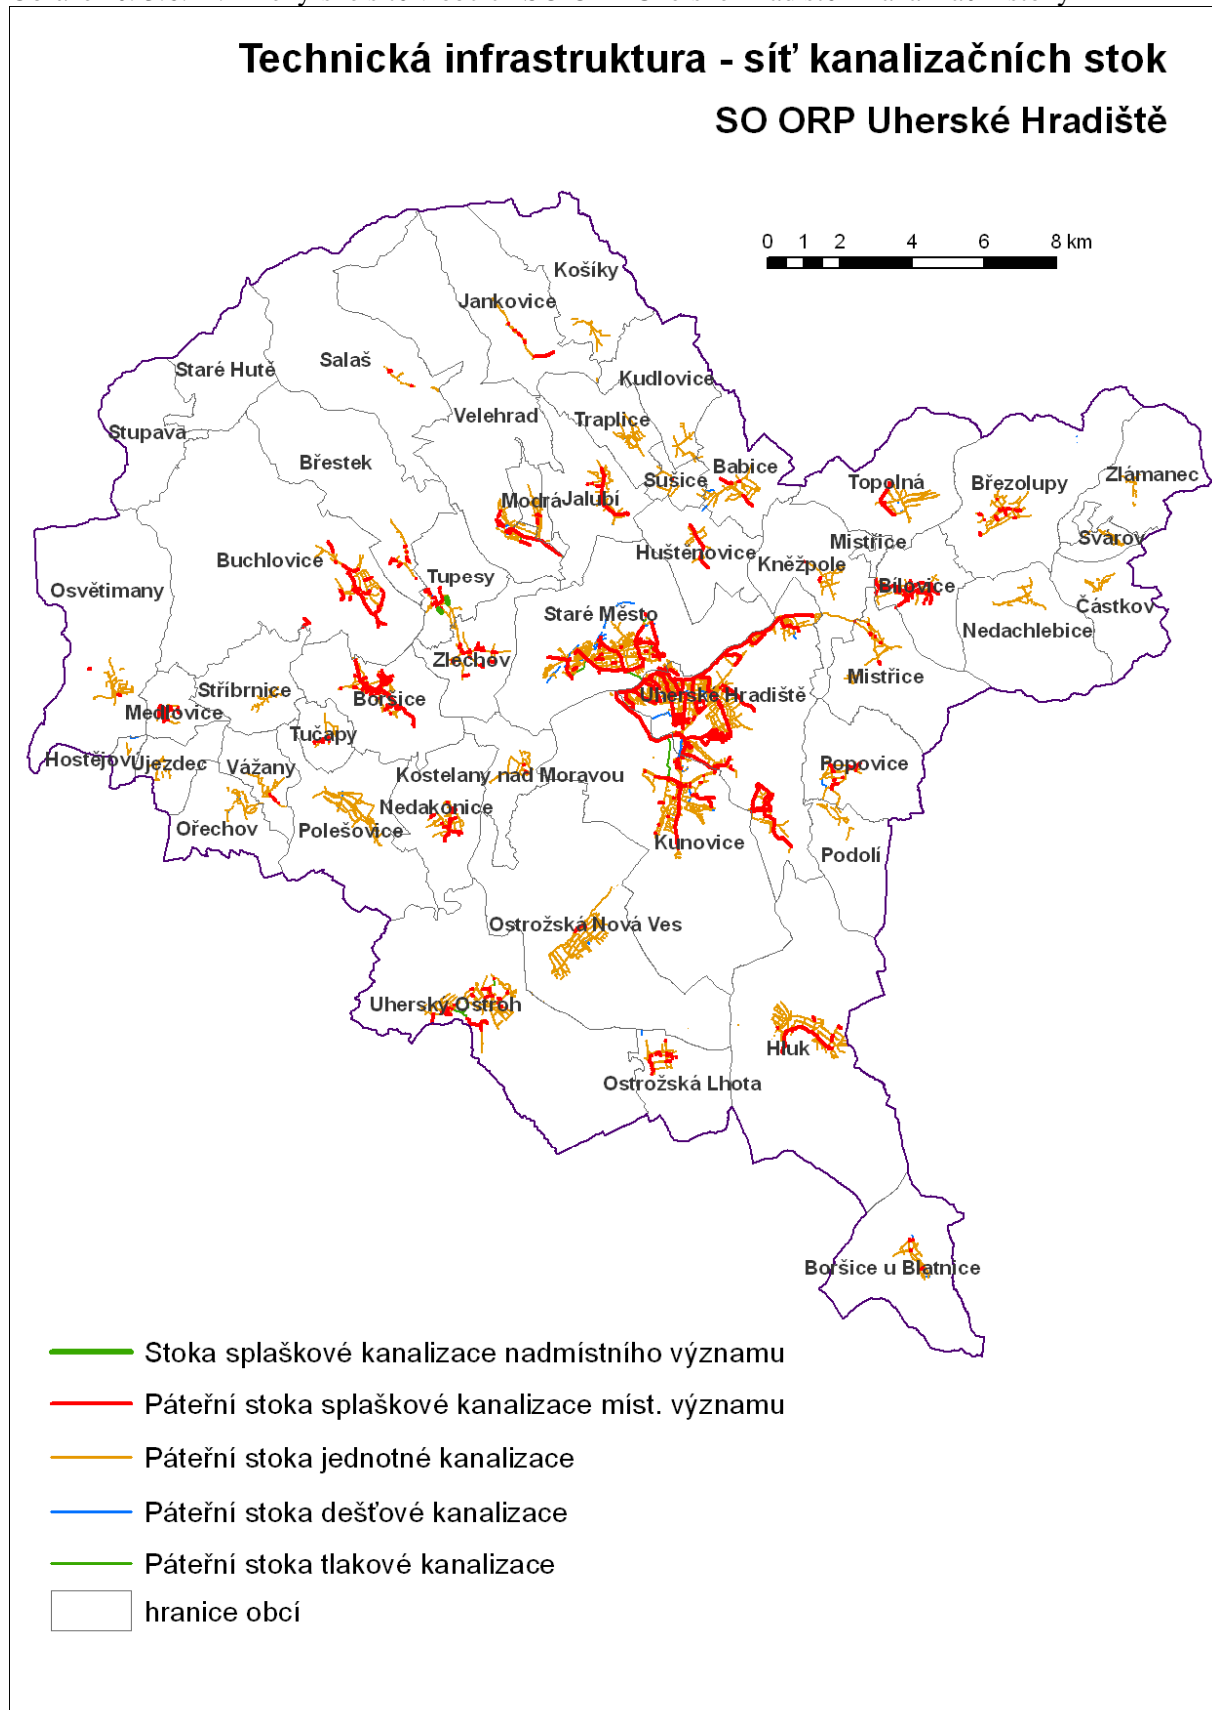 Technická infrastruktura - síť kanalizačních stok
SO ORP Uherské Hradiště
0 1 2 4 6 8 km
Košíky
Jankovice
Salaš
Staré Hutě
Kudlovice
Velehrad
Traplice
Stupava
Břestek
Babice
Sušice
Topolná
Březolupy
Zlámanec
Modrá
Jalubí
Mistřice
Svárov
Huštěnovice
Buchlovice
Kněžpole
Tupesy
Bílovice
Osvětimany
Částkov
Staré Město
Nedachlebice
Zlechov
Mistřice
Stříbrnice
Boršice
Uherské Hradiště
Medlovice
Tučapy
Hostějov
Újezdec
Vážany
Kostelany nad Moravou
Popovice
Nedakonice
Ořechov
Polešovice
Kunovice
Podolí
Ostrožská Nová Ves
Uherský Ostroh
Hluk
Ostrožská Lhota
Boršice u Blatnice
Stoka splaškové kanalizace nadmístního významu
Páteřní stoka splaškové kanalizace míst. významu
Páteřní stoka jednotné kanalizace
Páteřní stoka dešťové kanalizace
Páteřní stoka tlakové kanalizace
hranice obcí